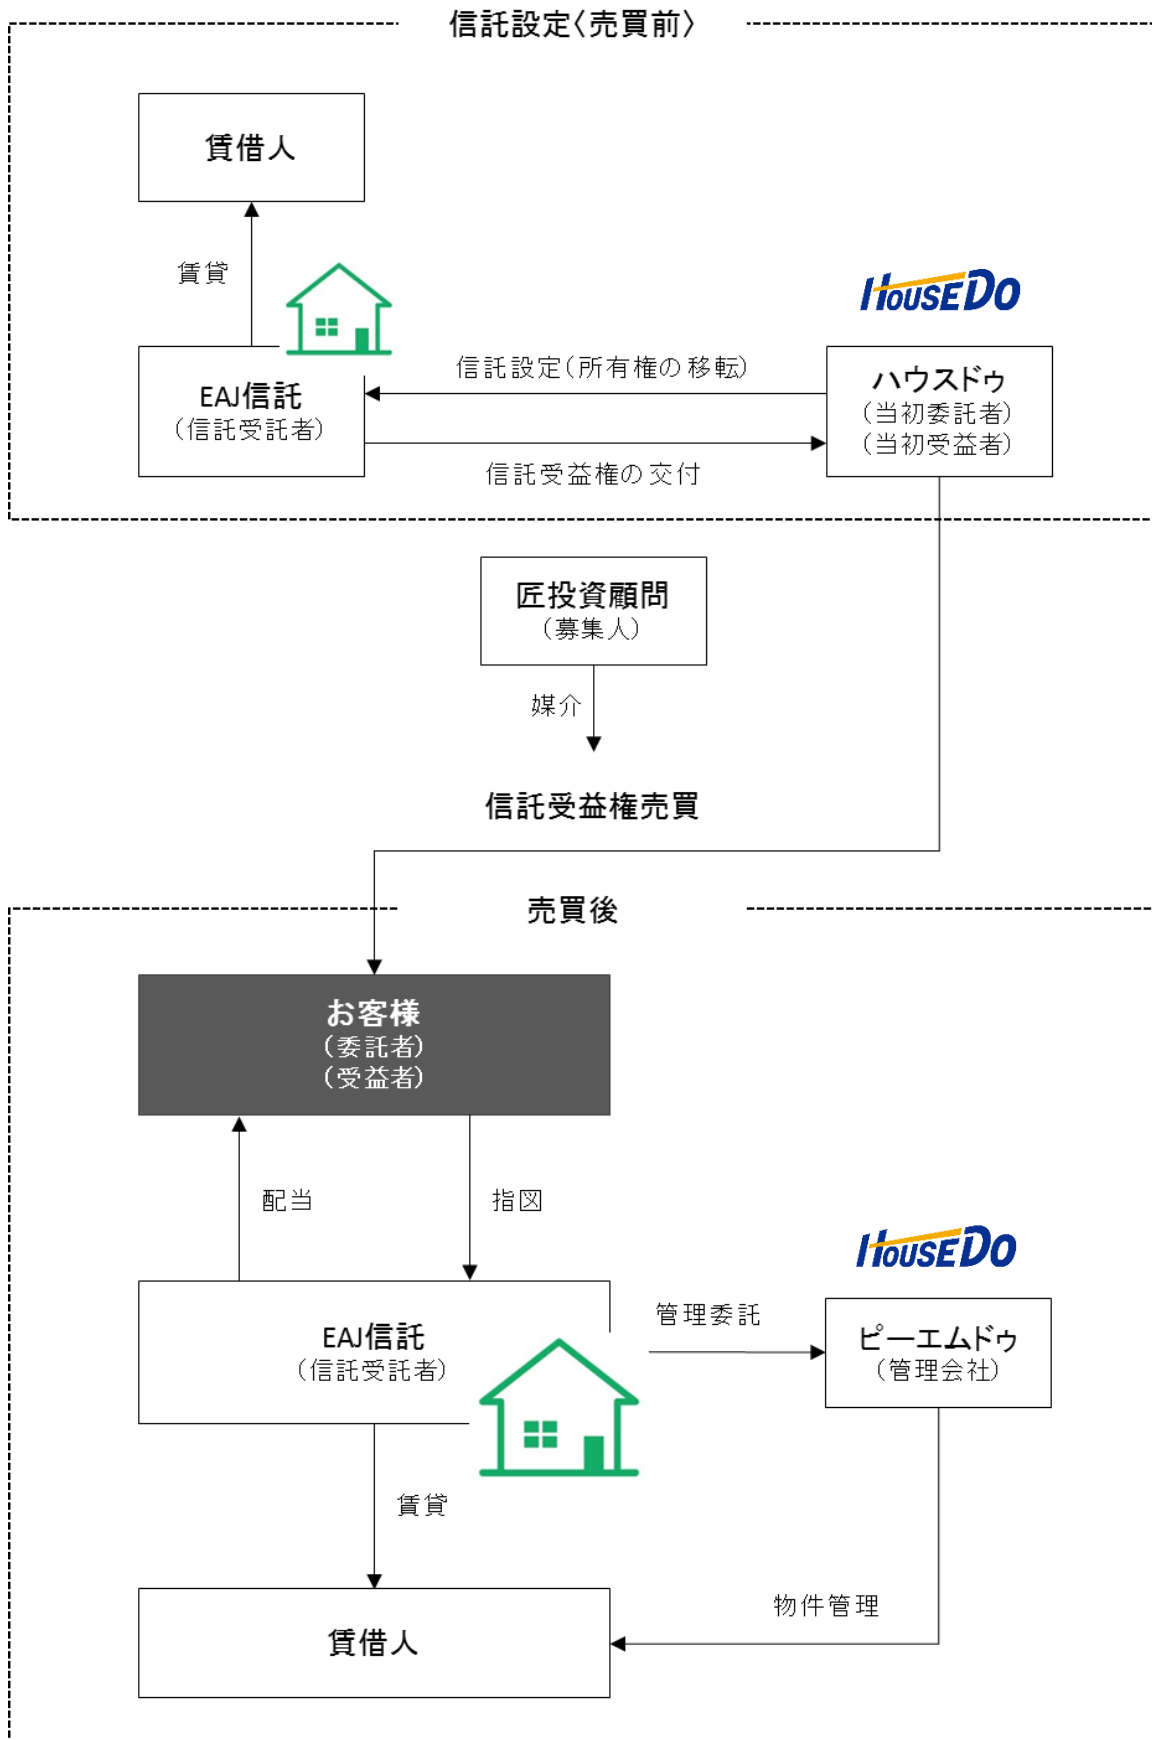 信託設定〈売買前〉
賃借人
賃貸
HOUSEDO
信託設定(所有権の移転)
EAJ信託
(信託受託者)
ハウスドゥ
(当初委託者)
(当初受益者)
信託受益権の交付
匠投資顧問
(募集人)
媒介
信託受益権売買
売買後
お客様
(委託者)
(受益者)
配当
指図
HOUSEDO
管理委託
EAJ信託
(信託受託者)
ピーエムドゥ
(管理会社)
賃貸
物件管理
賃借人